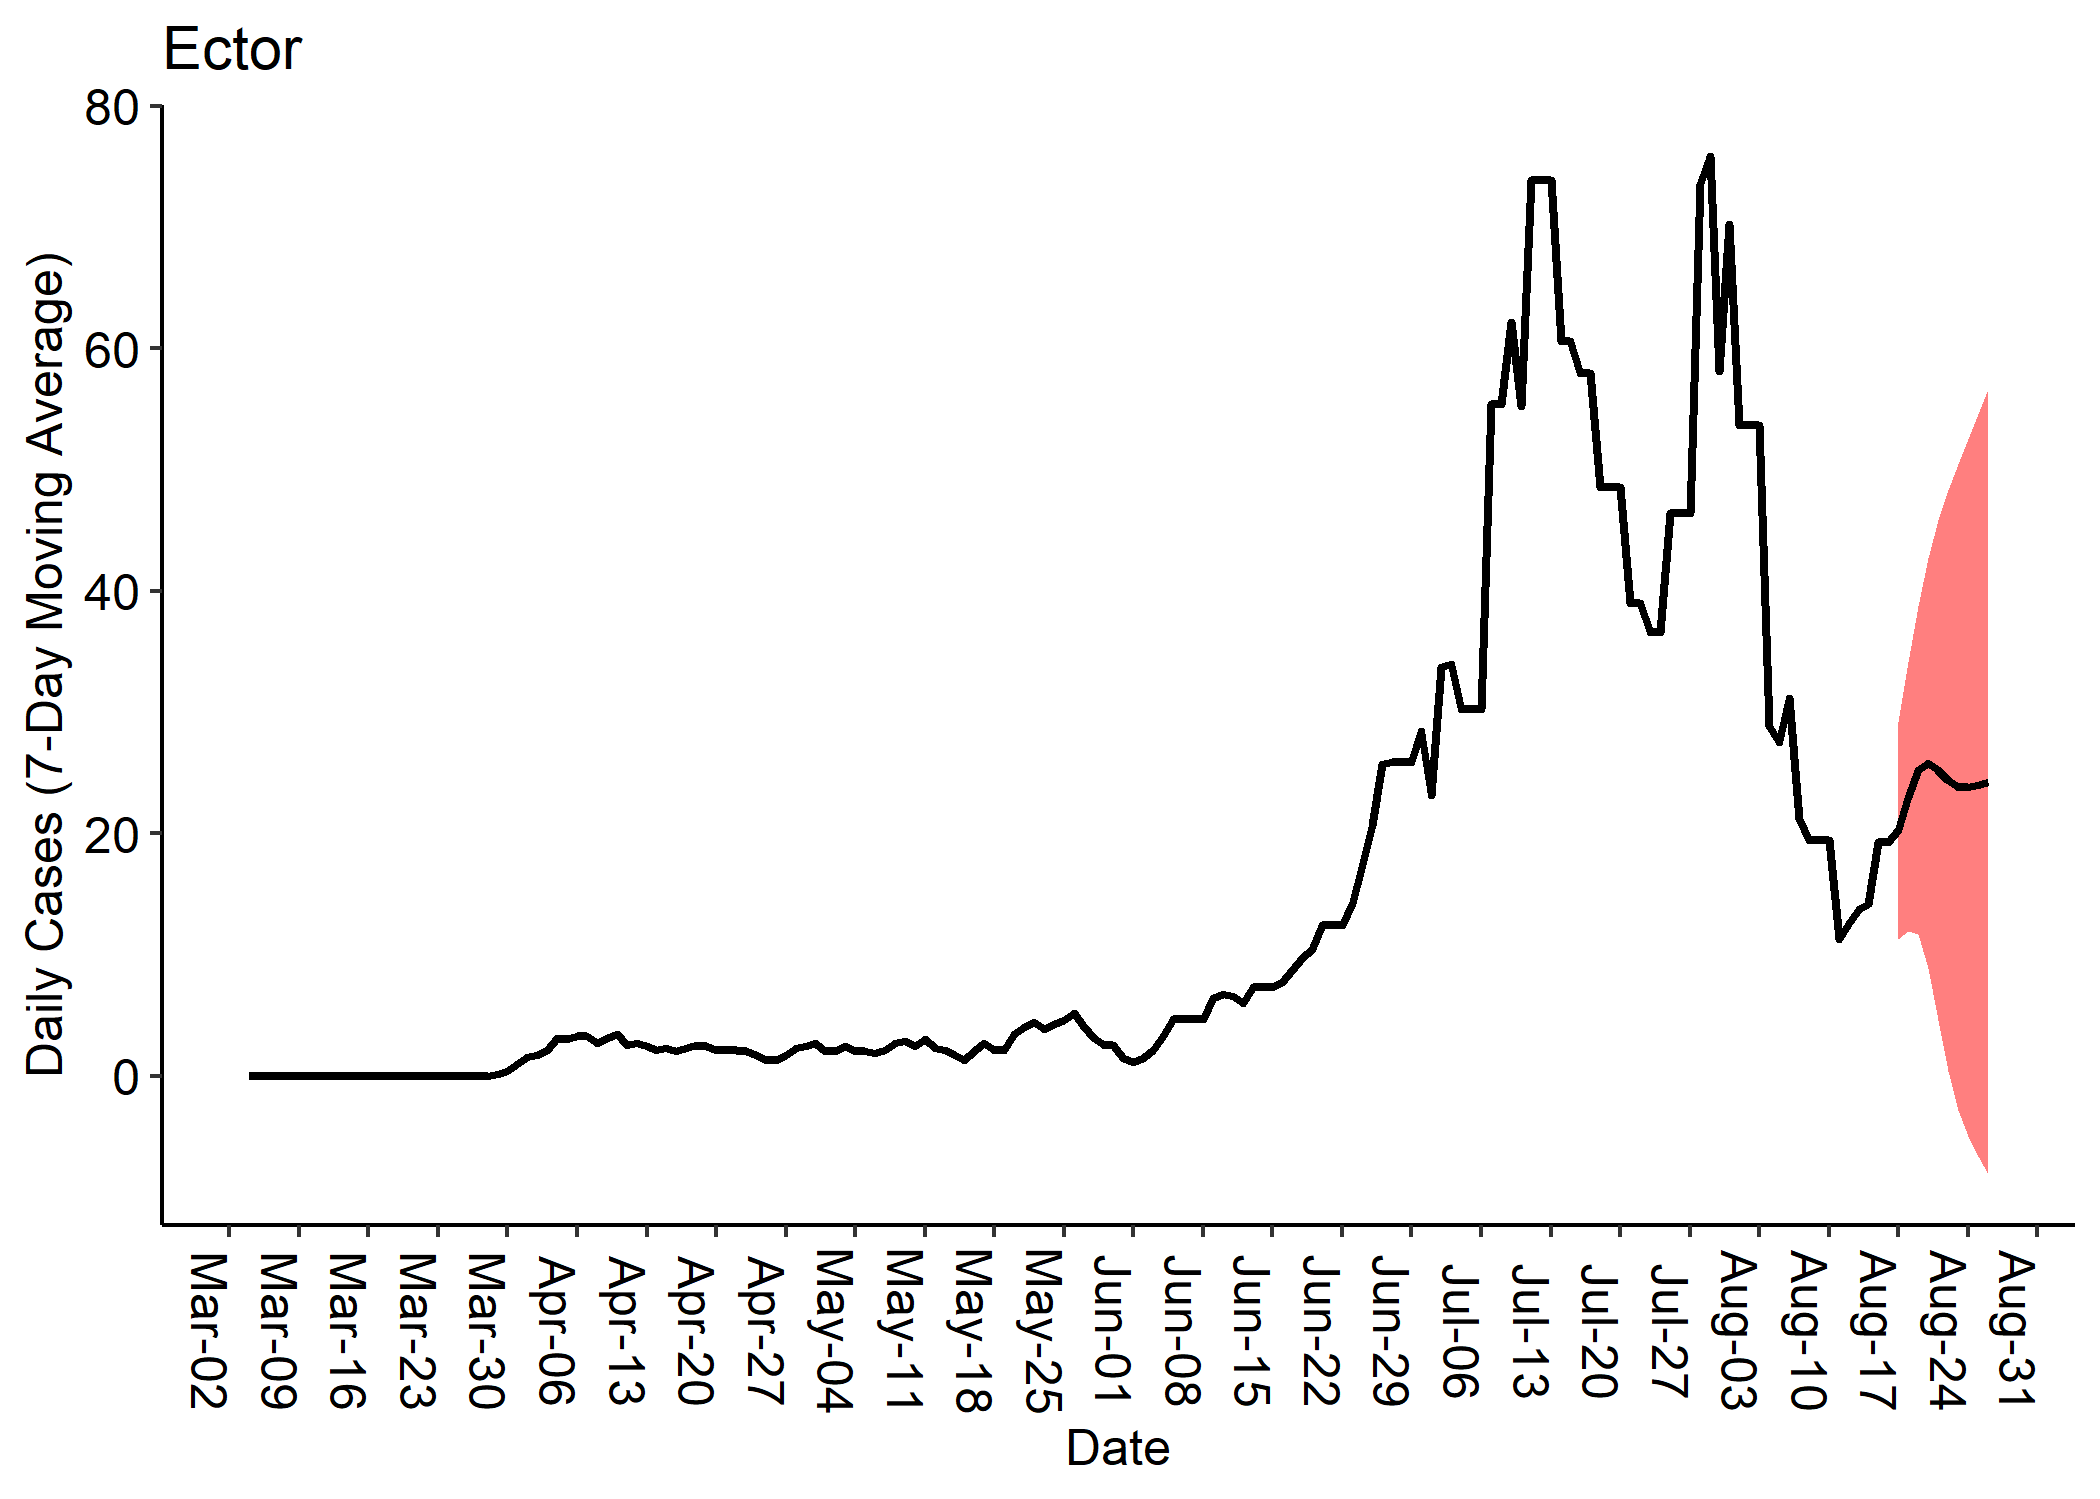 Ector
80
60
40
20
0
Daily Cases (7-Day Moving Average)
Mar-02
Mar-09
Mar-16
Mar-23
Mar-30
Apr-06
Apr-13
Apr-20
Apr-27
May-04
May-11
May-18
May-25
Jun-01
Jun-08
Jun-15
Jun-22
Jun-29
Jul-06
Jul-13
Jul-20
Jul-27
Aug-03
Aug-10
Aug-17
Aug-24
Aug-31
Date